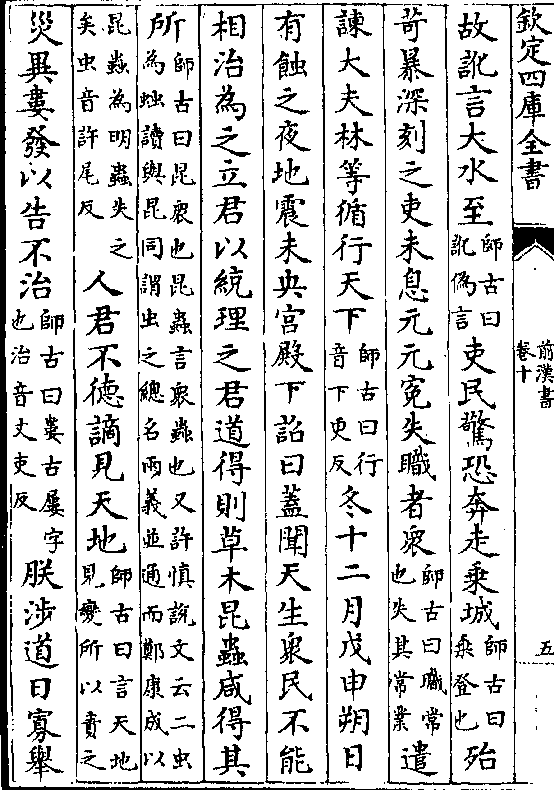 欽定四庫全書
前漢書
卷十
五
故訛言大水至師古曰訛偽言吏民驚恐奔走乘城師古曰乘登也殆
苛暴深刻之吏未息元元寃失職者衆師古曰職常也失其常業遣
諫大夫林等循行天下師古曰行音下更反冬十二月戊申朔日
有蝕之夜地震未央宮殿下詔曰蓋聞天生衆民不能
相治為之立君以統理之君道得則草木昆蟲咸得其
所師古曰昆衆也昆蟲言衆蟲也又許慎說文云二虫為䖵讀與昆同謂虫之總名兩義並通而鄭康成以
昆蟲為明蟲失之矣虫音許尾反人君不德謫見天地師古曰言天地見變所以責之
災異婁發以告不治師古曰婁古屢字也治音丈吏反朕涉道日寡舉